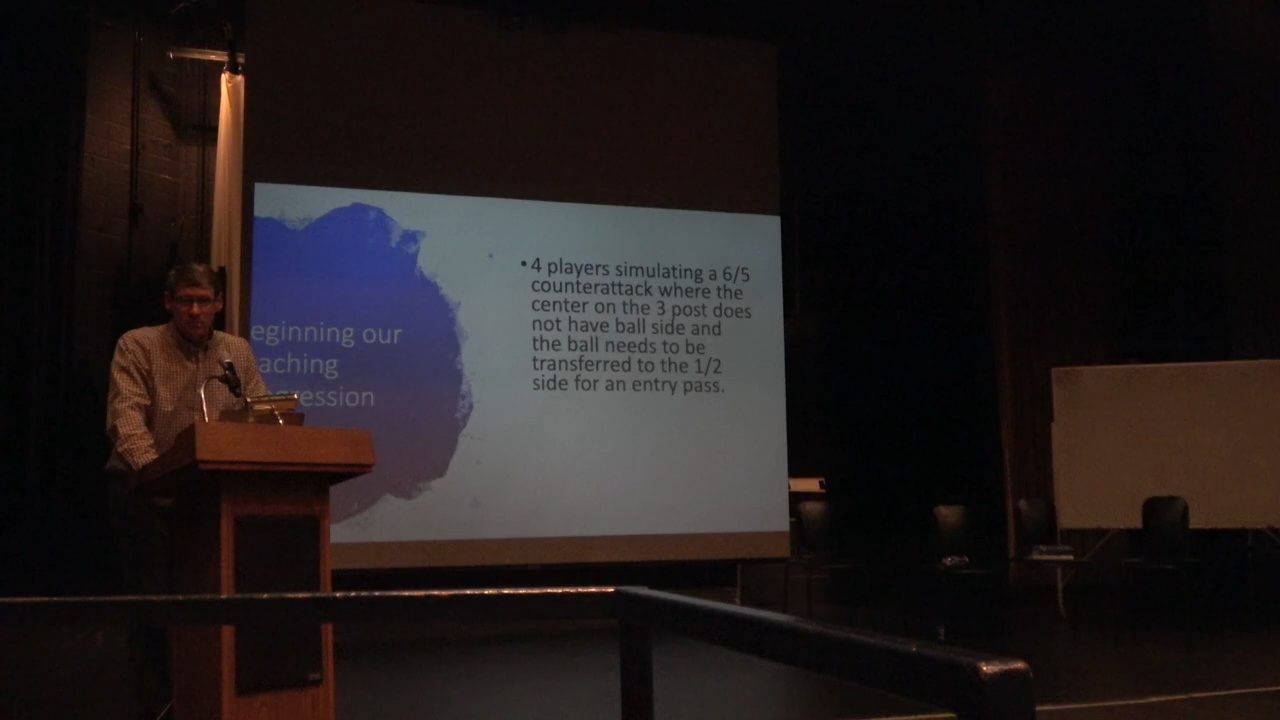 eginning our
aching
ression
• 4 players simulating a 6/5
counterattack where the
center on the 3 post does
not have ball side and
the ball needs to be
transferred to the 1/2
side for an entry pass.